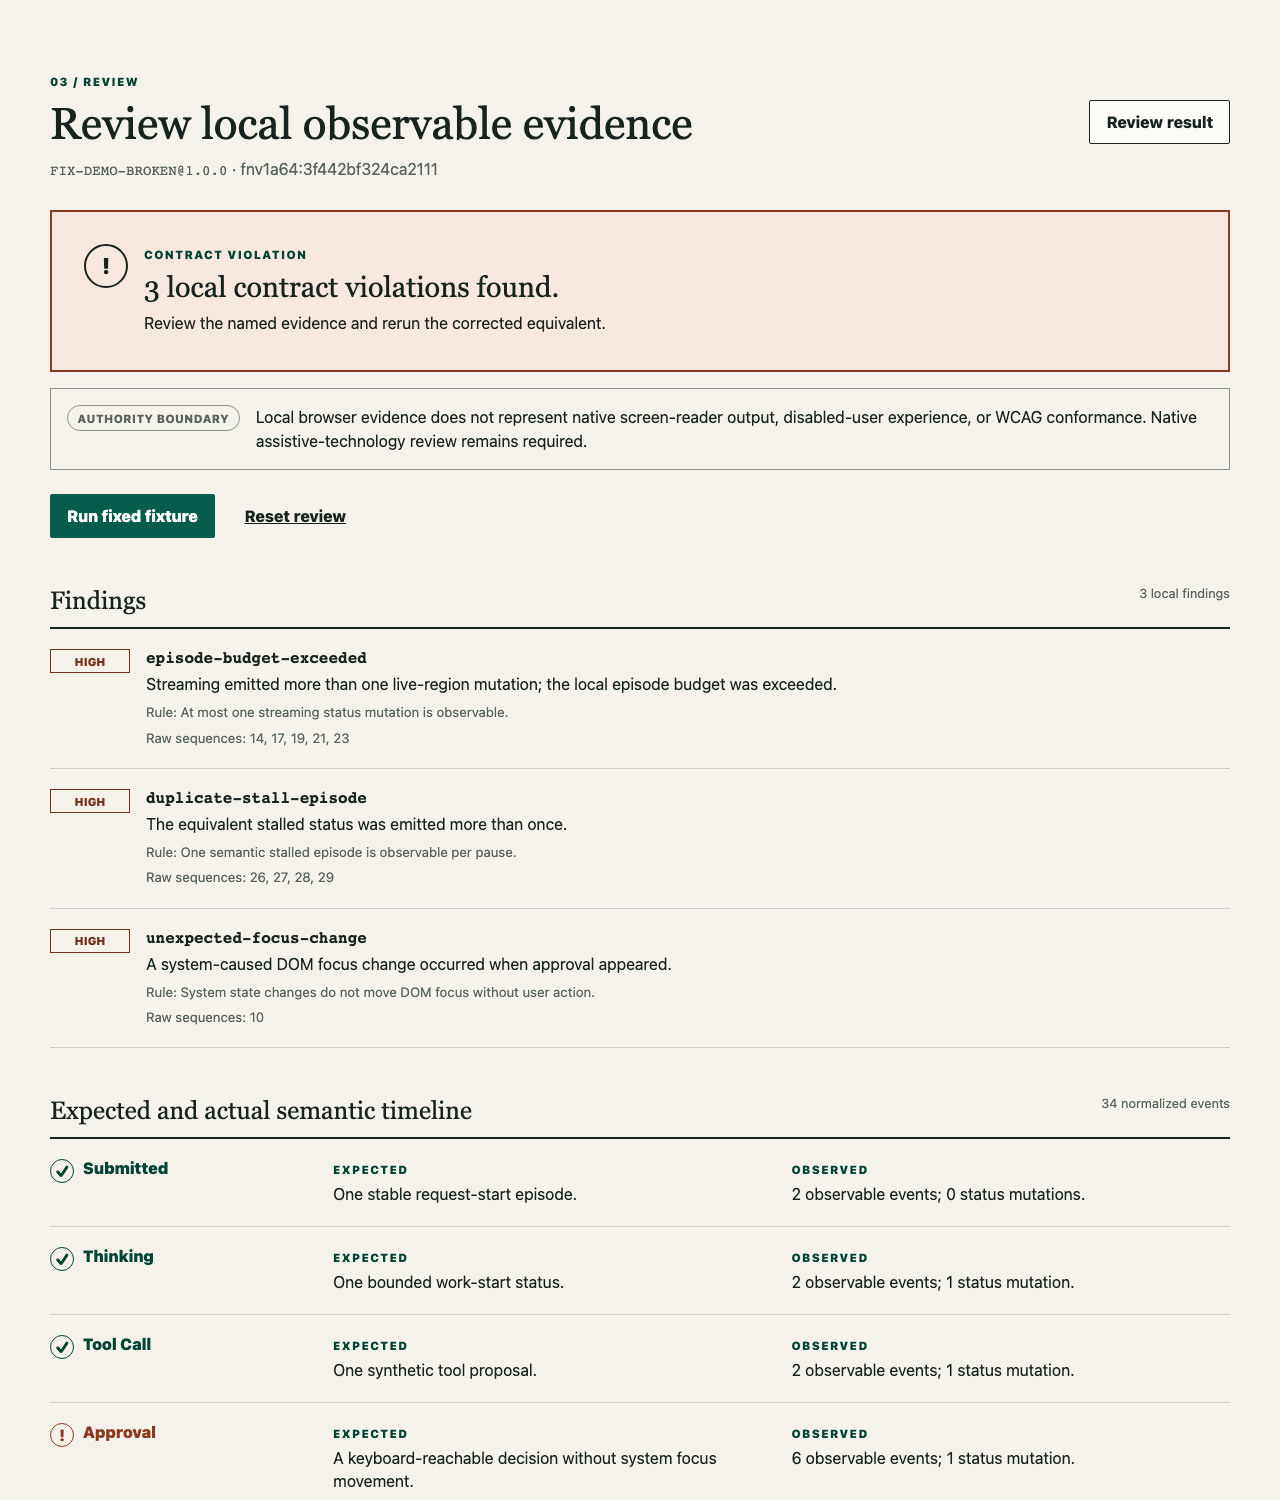 03 / REVIEW
Review local observable evidence
Review result
FIX-DEMO-BROKEN@1.0.0 · fnv1a64:3f442bf324ca2111
!
CONTRACT VIOLATION
3 local contract violations found.
Review the named evidence and rerun the corrected equivalent.
AUTHORITY BOUNDARY
Local browser evidence does not represent native screen-reader output, disabled-user experience, or WCAG conformance. Native
assistive-technology review remains required.
Run fixed fixture
Reset review
Findings
3 local findings
HIGH
episode-budget-exceeded
Streaming emitted more than one live-region mutation; the local episode budget was exceeded.
Rule: At most one streaming status mutation is observable.
Raw sequences: 14, 17, 19, 21, 23
HIGH
duplicate-stall-episode
The equivalent stalled status was emitted more than once.
Rule: One semantic stalled episode is observable per pause.
Raw sequences: 26, 27, 28, 29
HIGH
unexpected-focus-change
A system-caused DOM focus change occurred when approval appeared.
Rule: System state changes do not move DOM focus without user action.
Raw sequences: 10
Expected and actual semantic timeline
34 normalized events
Submitted
EXPECTED
One stable request-start episode.
OBSERVED
2 observable events; 0 status mutations.
Thinking
EXPECTED
One bounded work-start status.
OBSERVED
2 observable events; 1 status mutation.
Tool Call
EXPECTED
One synthetic tool proposal.
OBSERVED
2 observable events; 1 status mutation.
!
Approval
EXPECTED
A keyboard-reachable decision without system focus
movement.
OBSERVED
6 observable events; 1 status mutation.